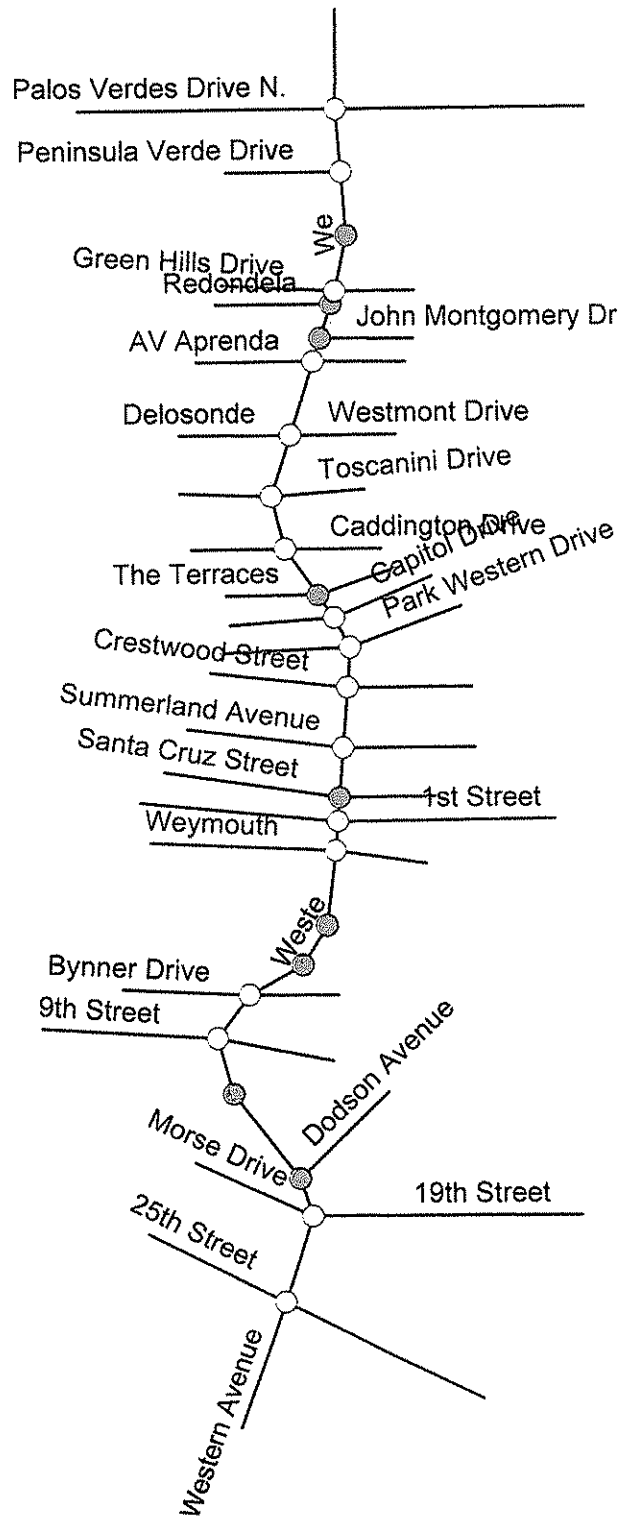 Palos Verdes Drive N.
Peninsula Verde Drive
We
Green Hills Drive
Redondela
John Montgomery Dr
AV Aprenda
Delosonde
Westmont Drive
Toscanini Drive
Caddington Drive
Capitol Drive
The Terraces
Park Western Drive
Crestwood Street
Summerland Avenue
Santa Cruz Street
1st Street
Weymouth
Weste
Bynner Drive
9th Street
Dodson Avenue
Morse Drive
19th Street
25th Street
Western Avenue